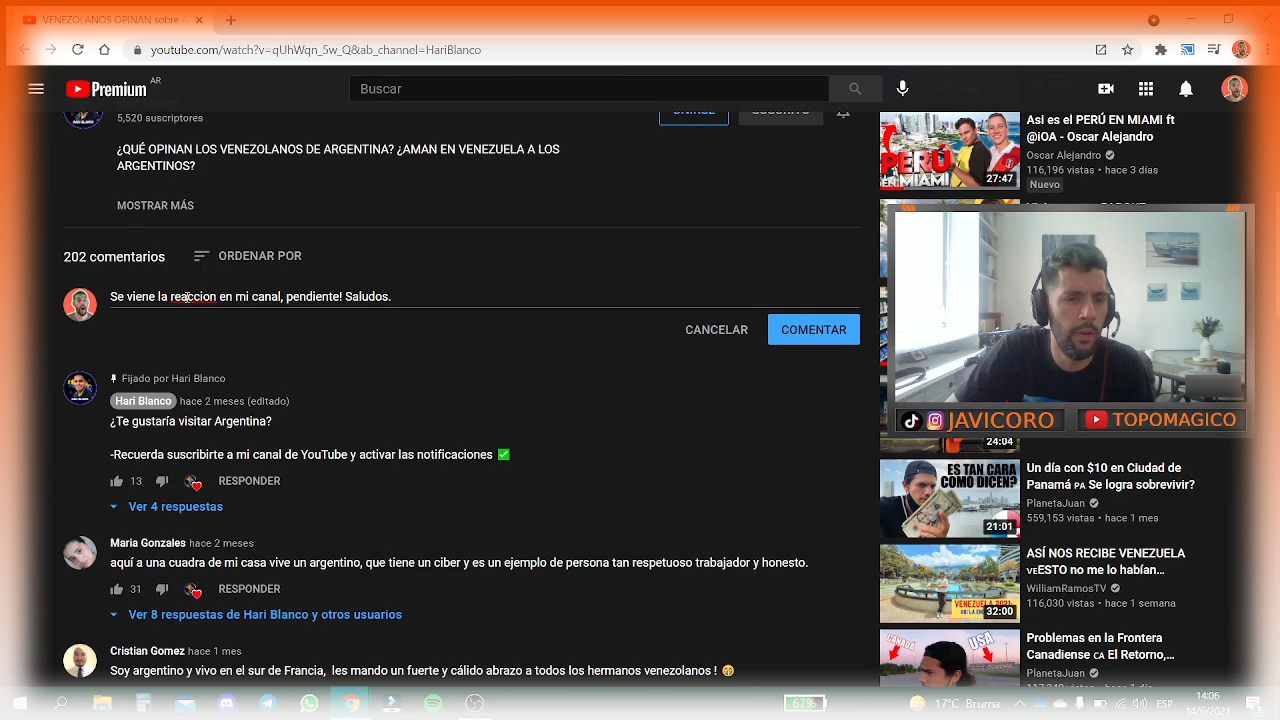 VENEZOLANOS OPINAN sobre
youtube.com/watch?v=qUhWqn_5w_Q&ab_channel=HariBlanco
Premium
AR
Buscar
5,520 suscriptores
¿QUÉ OPINAN LOS VENEZOLANOS DE ARGENTINA? ¿AMAN EN VENEZUELA A LOS
ARGENTINOS?
MOSTRAR MÁS
202 comentarios
ORDENAR POR
Se viene la reaccion en mi canal, pendiente! Saludos.
CANCELAR
COMENTAR
Fijado por Hari Blanco
Hari Blanco hace 2 meses (editado)
¿Te gustaría visitar Argentina?
-Recuerda suscribirte a mi canal de YouTube y activar las notificaciones ✅
13
RESPONDER
Ver 4 respuestas
Maria Gonzales hace 2 meses
aquí a una cuadra de mi casa vive un argentino, que tiene un ciber y es un ejemplo de persona tan respetuoso trabajador y honesto.
31
RESPONDER
Ver 8 respuestas de Hari Blanco y otros usuarios
Cristian Gomez hace 1 mes
Soy argentino y vivo en el sur de Francia, les mando un fuerte y cálido abrazo a todos los hermanos venezolanos !
PERÚ
EN MIAMI
27:47
Asi es el PERÚ EN MIAMI ft
@iOA - Oscar Alejandro
Oscar Alejandro
116,196 vistas • hace 3 días
Nuevo
JAVICORO
TOPOMAGICO
24:04
ES TAN CARA
COMO DICEN?
21:01
Un día con $10 en Ciudad de
Panamá PA Se logra sobrevivir?
PlanetaJuan
559,153 vistas • hace 1 mes
VENEZUELA 2021
32:00
ASÍ NOS RECIBE VENEZUELA
VE ESTO no me lo habían...
WilliamRamosTV
116,030 vistas • hace 1 semana
CANADÁ
USA
Problemas en la Frontera
Canadiense CA El Retorno,...
PlanetaJuan
67%
17°C Bruma
ESP
14:06
14/6/2021